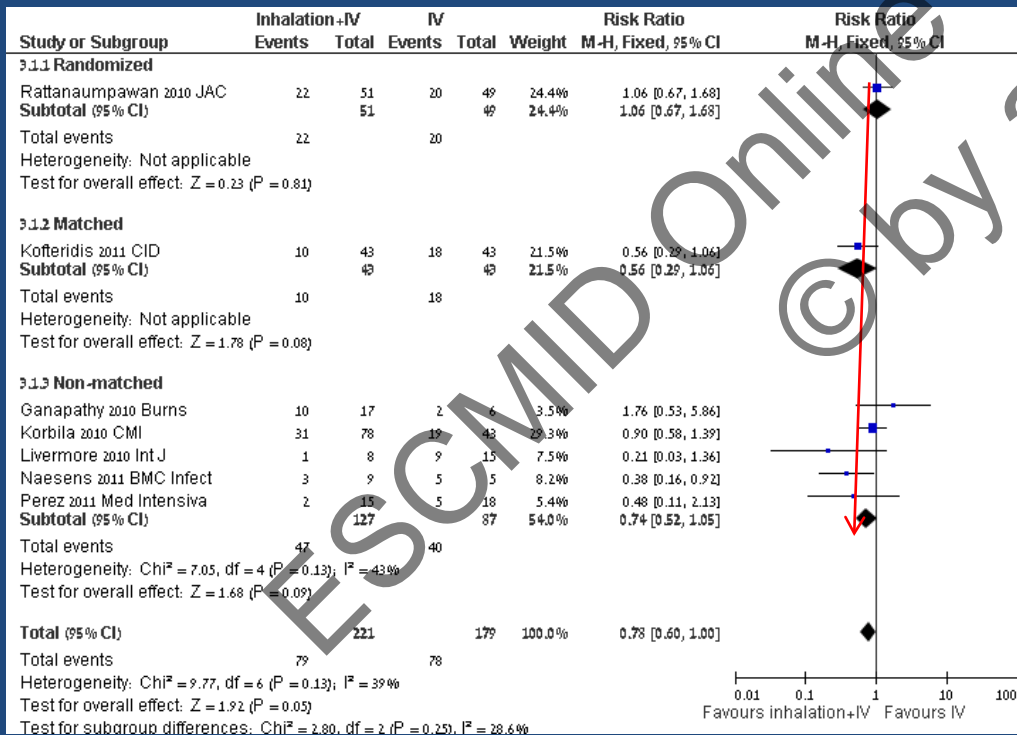 Inhalation+IV IV Risk Ratio Risk Ratio
Study or Subgroup Events Total Events Total Weight M-H, Fixed, 95% CI M-H, Fixed, 95% CI
3.1.1 Randomized
Rattanaumpawan 2010 JAC 22 51 20 49 24.4% 1.06 [0.67, 1.68]
Subtotal (95% CI) 51 49 24.4% 1.06 [0.67, 1.68]
Total events 22 20
Heterogeneity: Not applicable
Test for overall effect: Z = 0.23 (P = 0.81)
3.1.2 Matched
Kofteridis 2011 CID 10 43 18 43 21.5% 0.56 [0.29, 1.06]
Subtotal (95% CI) 43 43 21.5% 0.56 [0.29, 1.06]
Total events 10 18
Heterogeneity: Not applicable
Test for overall effect: Z = 1.78 (P = 0.08)
3.1.3 Non-matched
Ganapathy 2010 Burns 10 17 2 6 3.5% 1.76 [0.53, 5.86]
Korbila 2010 CMI 31 78 19 43 29.3% 0.90 [0.58, 1.39]
Livermore 2010 Int J 1 8 9 15 7.5% 0.21 [0.03, 1.36]
Naesens 2011 BMC Infect 3 9 5 5 8.2% 0.38 [0.16, 0.92]
Perez 2011 Med Intensiva 2 15 5 18 5.4% 0.48 [0.11, 2.13]
Subtotal (95% CI) 127 87 54.0% 0.74 [0.52, 1.05]
Total events 47 40
Heterogeneity: Chi² = 7.05, df = 4 (P = 0.13); I² = 43%
Test for overall effect: Z = 1.68 (P = 0.09)
Total (95% CI) 221 179 100.0% 0.78 [0.60, 1.00]
Total events 79 78
Heterogeneity: Chi² = 9.77, df = 6 (P = 0.13); I² = 39%
Test for overall effect: Z = 1.92 (P = 0.05)
Test for subgroup differences: Chi² = 2.80, df = 2 (P = 0.25), I² = 28.6%
0.01 0.1 1 10 100
Favours inhalation+IV Favours IV
ESCMID Online
© by a